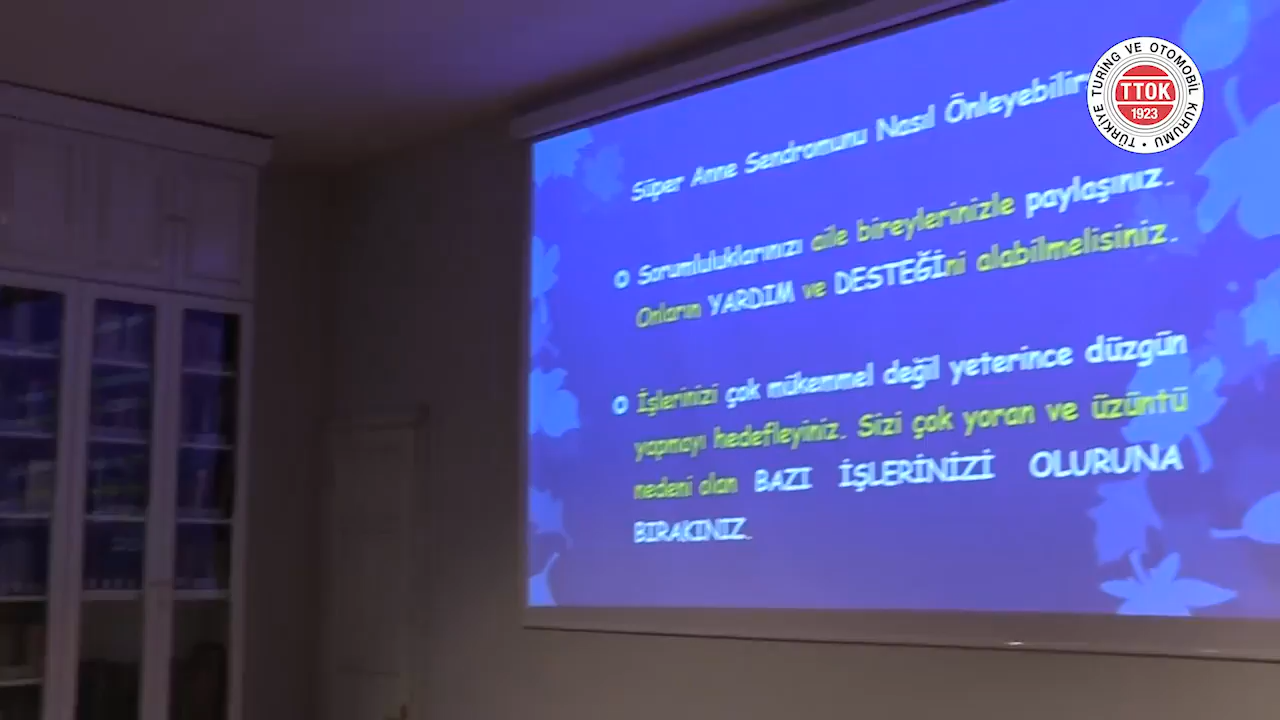 Süper Anne Sendromunu Nasıl Önleyebilir
Sorumluluklarınızı aile bireylerinizle paylaşınız.
Onların YARDIM ve DESTEĞİni alabilmelisiniz.
İşlerinizi çok mükemmel değil yeterince düzgün
yapmayı hedefleyiniz. Sizi çok yoran ve üzüntü
nedeni olan BAZI İŞLERİNİZİ OLURUNA
BIRAKINIZ.
TÜRKİYE TURİNG VE OTOMOBİL KURUMU
TTOK
1923